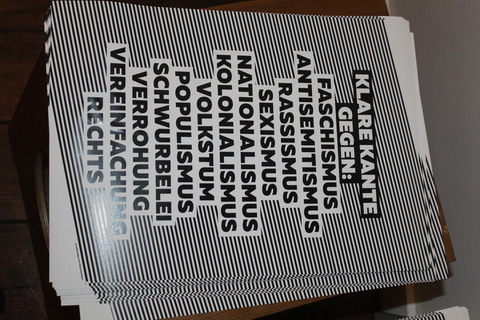 KLARE KANTE
GEGEN:
FASCHISMUS
ANTISEMITISMUS
RASSISMUS
SEXISMUS
NATIONALISMUS
KOLONIALISMUS
VOLKSTUM
POPULISMUS
SCHWURBELEI
VERROHUNG
VEREINFACHUNG
RECHTS